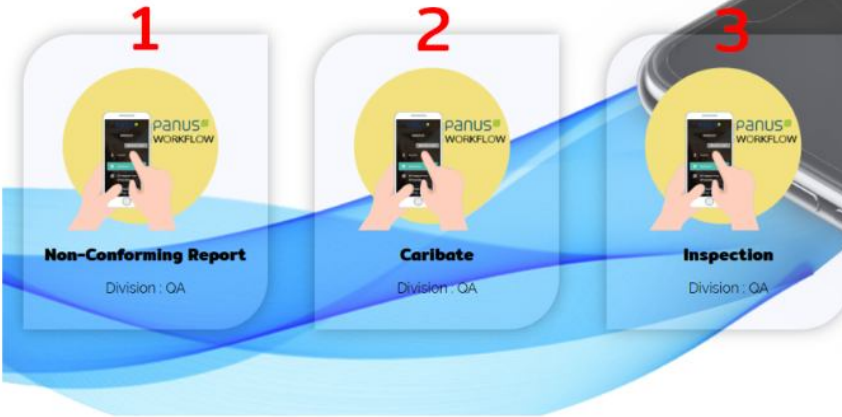 1
2
3
Panus
WORKFLOW
Panus
WORKFLOW
Panus
WORKFLOW
Non-Conforming Report
Caribate
Inspection
Division : QA
Division : QA
Division : QA